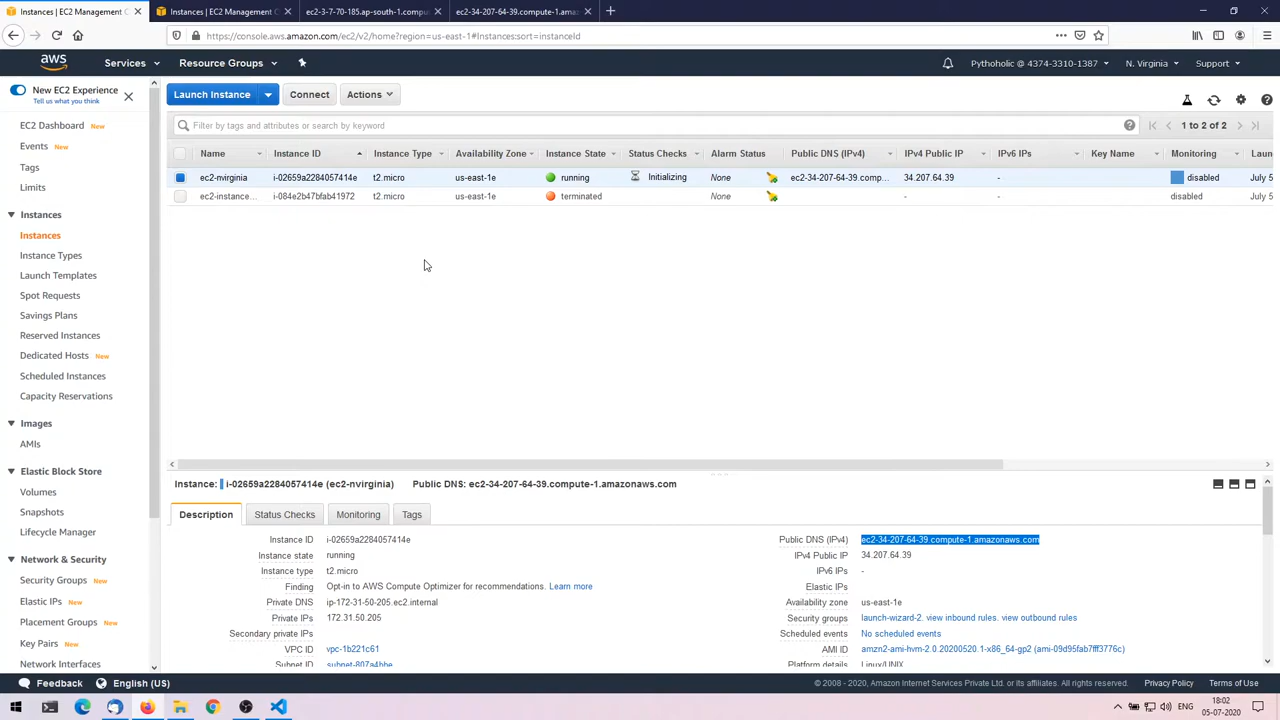 Instances | EC2 Management C
Instances | EC2 Management C
ec2-3-7-70-185.ap-south-1.compu
ec2-34-207-64-39.compute-1.amaz
https://console.aws.amazon.com/ec2/v2/home?region=us-east-1#Instances:sort=instanceId
aws
Services
Resource Groups
Pythoholic @ 4374-3310-1387
N. Virginia
Support
New EC2 Experience
Tell us what you think
EC2 Dashboard New
Events New
Tags
Limits
Instances
Instances
Instance Types
Launch Templates
Spot Requests
Savings Plans
Reserved Instances
Dedicated Hosts New
Scheduled Instances
Capacity Reservations
Images
AMIs
Elastic Block Store
Volumes
Snapshots
Lifecycle Manager
Network & Security
Security Groups New
Elastic IPs New
Placement Groups New
Key Pairs New
Network Interfaces
Launch Instance
Connect
Actions
Filter by tags and attributes or search by keyword
1 to 2 of 2
Name Instance ID Instance Type Availability Zone Instance State Status Checks Alarm Status Public DNS (IPv4) IPv4 Public IP IPv6 IPs Key Name Monitoring Laun
ec2-nvirginia i-02659a2284057414e t2.micro us-east-1e running Initializing None ec2-34-207-64-39.comp... 34.207.64.39 - disabled July 5
ec2-instance... i-084e2b47bfab41972 t2.micro us-east-1e terminated None - - disabled July 5
Instance: i-02659a2284057414e (ec2-nvirginia) Public DNS: ec2-34-207-64-39.compute-1.amazonaws.com
Description
Status Checks
Monitoring
Tags
Instance ID i-02659a2284057414e
Instance state running
Instance type t2.micro
Finding Opt-in to AWS Compute Optimizer for recommendations. Learn more
Private DNS ip-172-31-50-205.ec2.internal
Private IPs 172.31.50.205
Secondary private IPs
VPC ID vpc-1b221c61
Subnet ID subnet-807a4bbe
Public DNS (IPv4) ec2-34-207-64-39.compute-1.amazonaws.com
IPv4 Public IP 34.207.64.39
IPv6 IPs -
Elastic IPs
Availability zone us-east-1e
Security groups launch-wizard-2. view inbound rules. view outbound rules
Scheduled events No scheduled events
AMI ID amzn2-ami-hvm-2.0.20200520.1-x86_64-gp2 (ami-09d95fab7fff3776c)
Platform details Linux/UNIX
Feedback
English (US)
© 2008 - 2020, Amazon Internet Services Private Ltd. or its affiliates. All rights reserved.
Privacy Policy
Terms of Use
ENG
18:02
05-07-2020